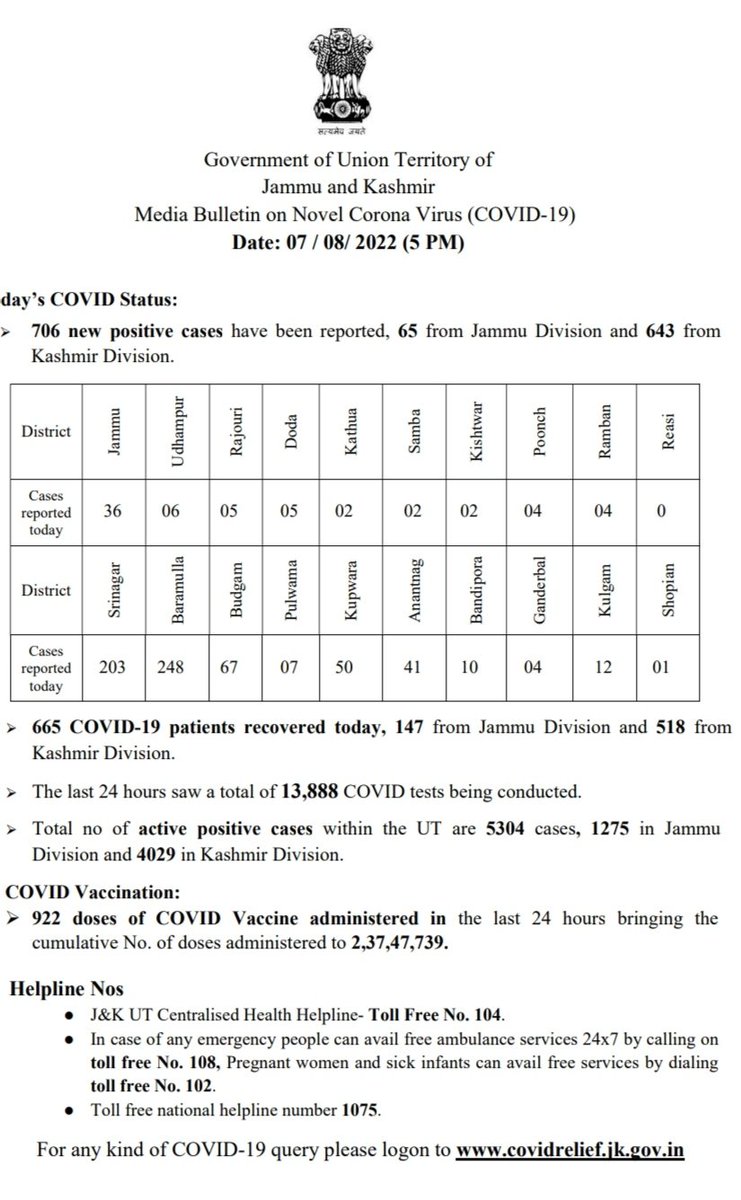 सत्यमेव जयते
Government of Union Territory of
Jammu and Kashmir
Media Bulletin on Novel Corona Virus (COVID-19)
Date: 07 / 08/ 2022 (5 PM)
day's COVID Status:
➢ 706 new positive cases have been reported, 65 from Jammu Division and 643 from
Kashmir Division.
District Jammu Udhampur Rajouri Doda Kathua Samba Kishtwar Poonch Ramban Reasi
Cases
reported
today
36 06 05 05 02 02 02 04 04 0
District Srinagar Baramulla Budgam Pulwama Kupwara Anantnag Bandipora Ganderbal Kulgam Shopian
Cases
reported
today
203 248 67 07 50 41 10 04 12 01
➢ 665 COVID-19 patients recovered today, 147 from Jammu Division and 518 from
Kashmir Division.
➢ The last 24 hours saw a total of 13,888 COVID tests being conducted.
➢ Total no of active positive cases within the UT are 5304 cases, 1275 in Jammu
Division and 4029 in Kashmir Division.
COVID Vaccination:
➢ 922 doses of COVID Vaccine administered in the last 24 hours bringing the
cumulative No. of doses administered to 2,37,47,739.
Helpline Nos
● J&K UT Centralised Health Helpline- Toll Free No. 104.
● In case of any emergency people can avail free ambulance services 24x7 by calling on
toll free No. 108, Pregnant women and sick infants can avail free services by dialing
toll free No. 102.
● Toll free national helpline number 1075.
For any kind of COVID-19 query please logon to www.covidrelief.jk.gov.in